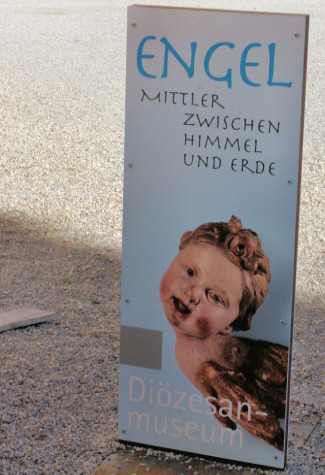 ENGEL
MITTLER
ZWISCHEN
HIMMEL
UND ERDE
Diözesan-
museum